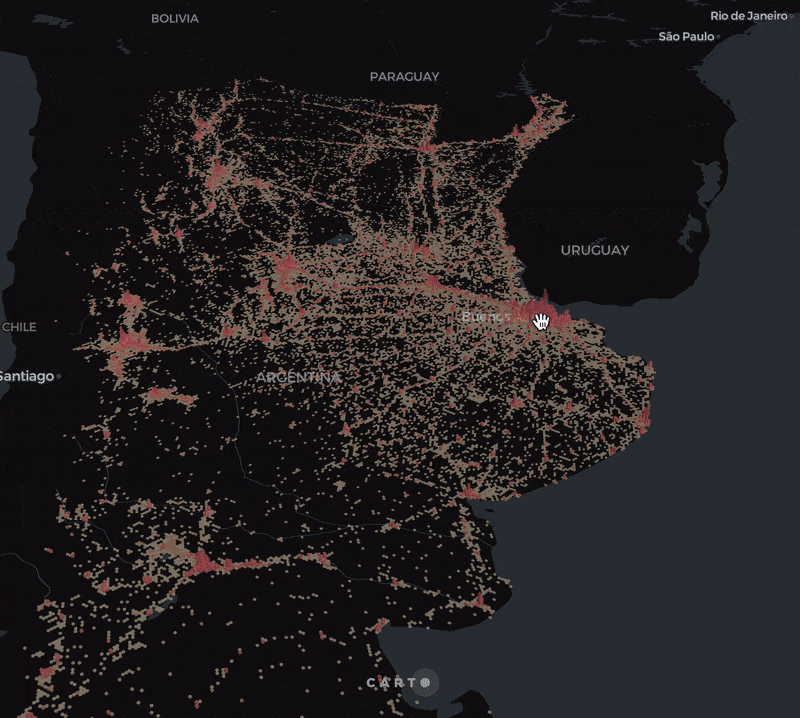 BOLIVIA
Rio de Janeiro
São Paulo
PARAGUAY
URUGUAY
Buenos
CHILE
Santiago
ARGENTINA
CARTO